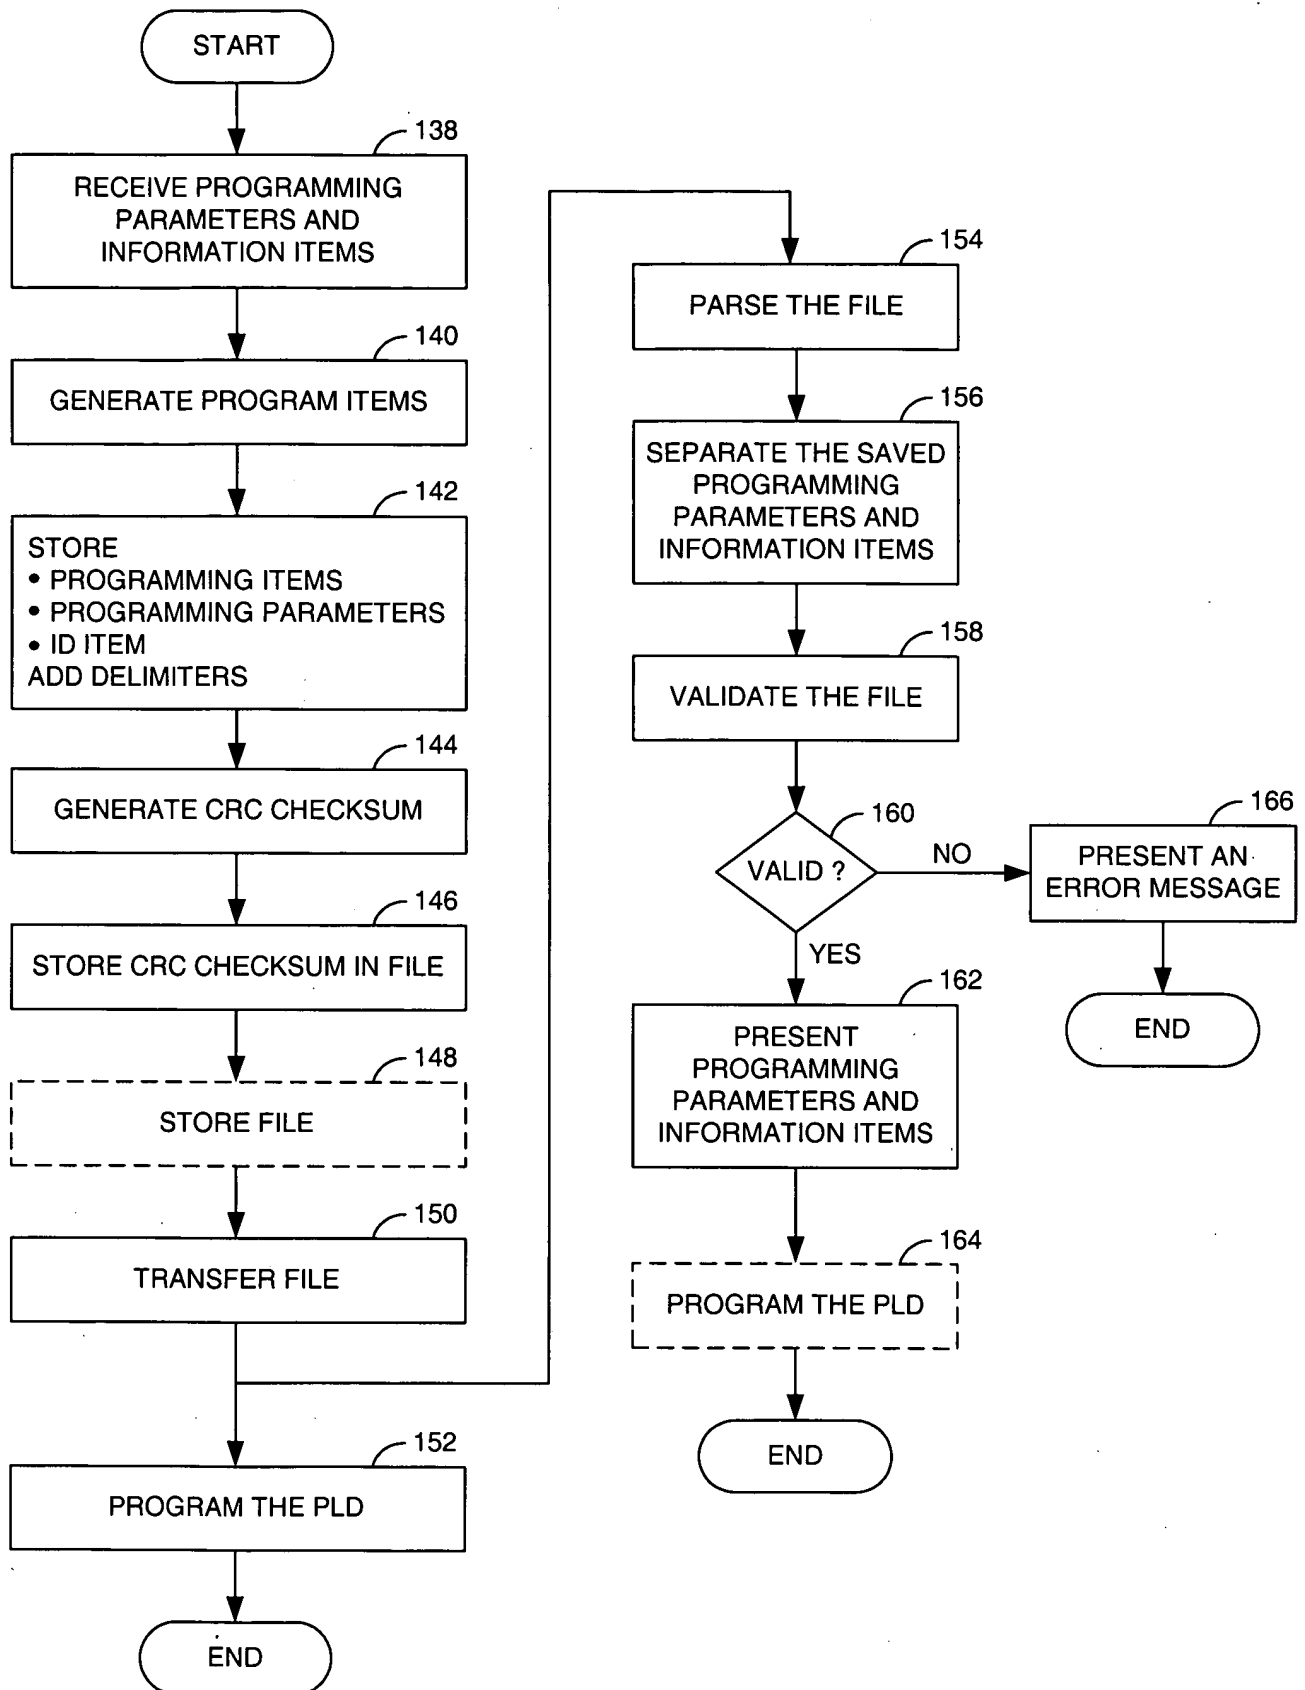 START
138
RECEIVE PROGRAMMING
PARAMETERS AND
INFORMATION ITEMS
140
GENERATE PROGRAM ITEMS
142
STORE
• PROGRAMMING ITEMS
• PROGRAMMING PARAMETERS
• ID ITEM
ADD DELIMITERS
144
GENERATE CRC CHECKSUM
146
STORE CRC CHECKSUM IN FILE
148
STORE FILE
150
TRANSFER FILE
152
PROGRAM THE PLD
END
154
PARSE THE FILE
156
SEPARATE THE SAVED
PROGRAMMING
PARAMETERS AND
INFORMATION ITEMS
158
VALIDATE THE FILE
160
VALID ?
NO
YES
166
PRESENT AN
ERROR MESSAGE
END
162
PRESENT
PROGRAMMING
PARAMETERS AND
INFORMATION ITEMS
164
PROGRAM THE PLD
END